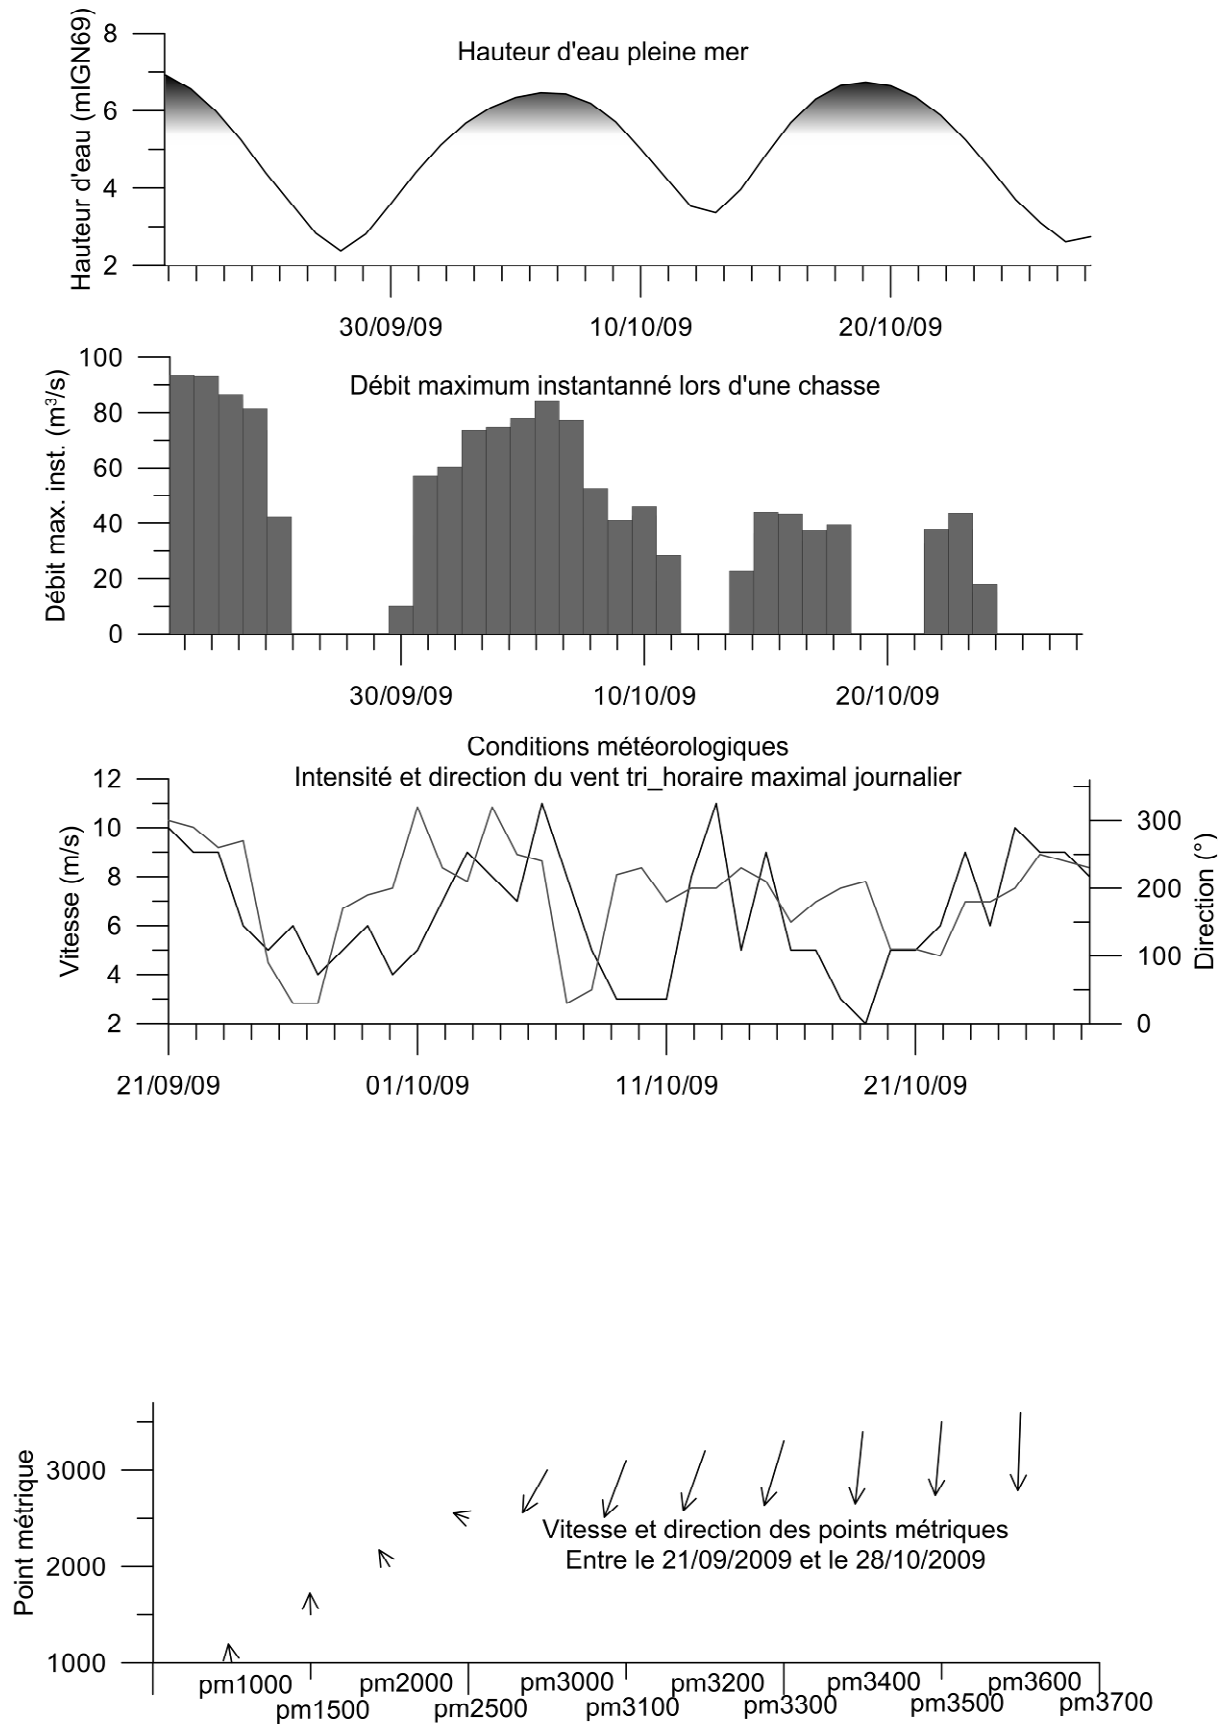 Hauteur d'eau pleine mer
Hauteur d'eau (mIGN69)
8
6
4
2
30/09/09 10/10/09 20/10/09
Débit maximum instantanné lors d'une chasse
Débit max. inst. (m³/s)
100
80
60
40
20
0
30/09/09 10/10/09 20/10/09
Conditions météorologiques
Intensité et direction du vent tri_horaire maximal journalier
Vitesse (m/s)
12
10
8
6
4
2
300
200
100
0
Direction (°)
21/09/09 01/10/09 11/10/09 21/10/09
Point métrique
3000
2000
1000
Vitesse et direction des points métriques
Entre le 21/09/2009 et le 28/10/2009
pm1000 pm2000 pm3000 pm3200 pm3400 pm3600
pm1500 pm2500 pm3100 pm3300 pm3500 pm3700